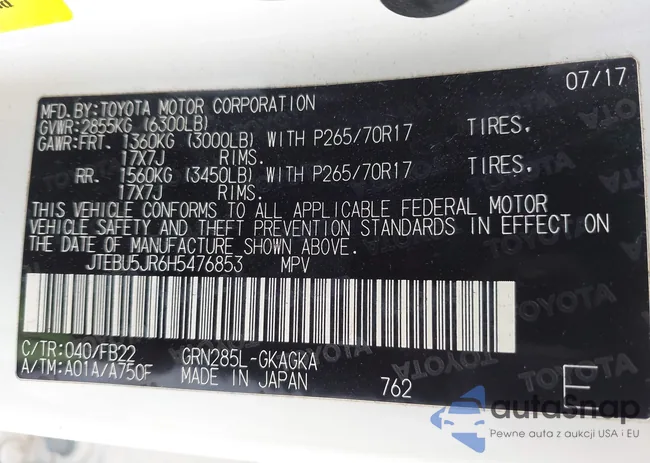 07/17
MFD.BY:TOYOTA MOTOR CORPORATION
GVWR:2855KG (6300LB)
GAWR:FRT. 1360KG (3000LB) WITH P265/70R17 TIRES,
17X7J RIMS.
RR. 1560KG (3450LB) WITH P265/70R17 TIRES,
17X7J RIMS.
THIS VEHICLE CONFORMS TO ALL APPLICABLE FEDERAL MOTOR
VEHICLE SAFETY AND THEFT PREVENTION STANDARDS IN EFFECT ON
THE DATE OF MANUFACTURE SHOWN ABOVE.
JTEBU5JR6H5476853 MPV
C/TR:040/FB22 GRN285L-GKAGKA
A/TM:A01A/A750F MADE IN JAPAN 762 E
autoSnap
Pewne auta z aukcji USA i EU